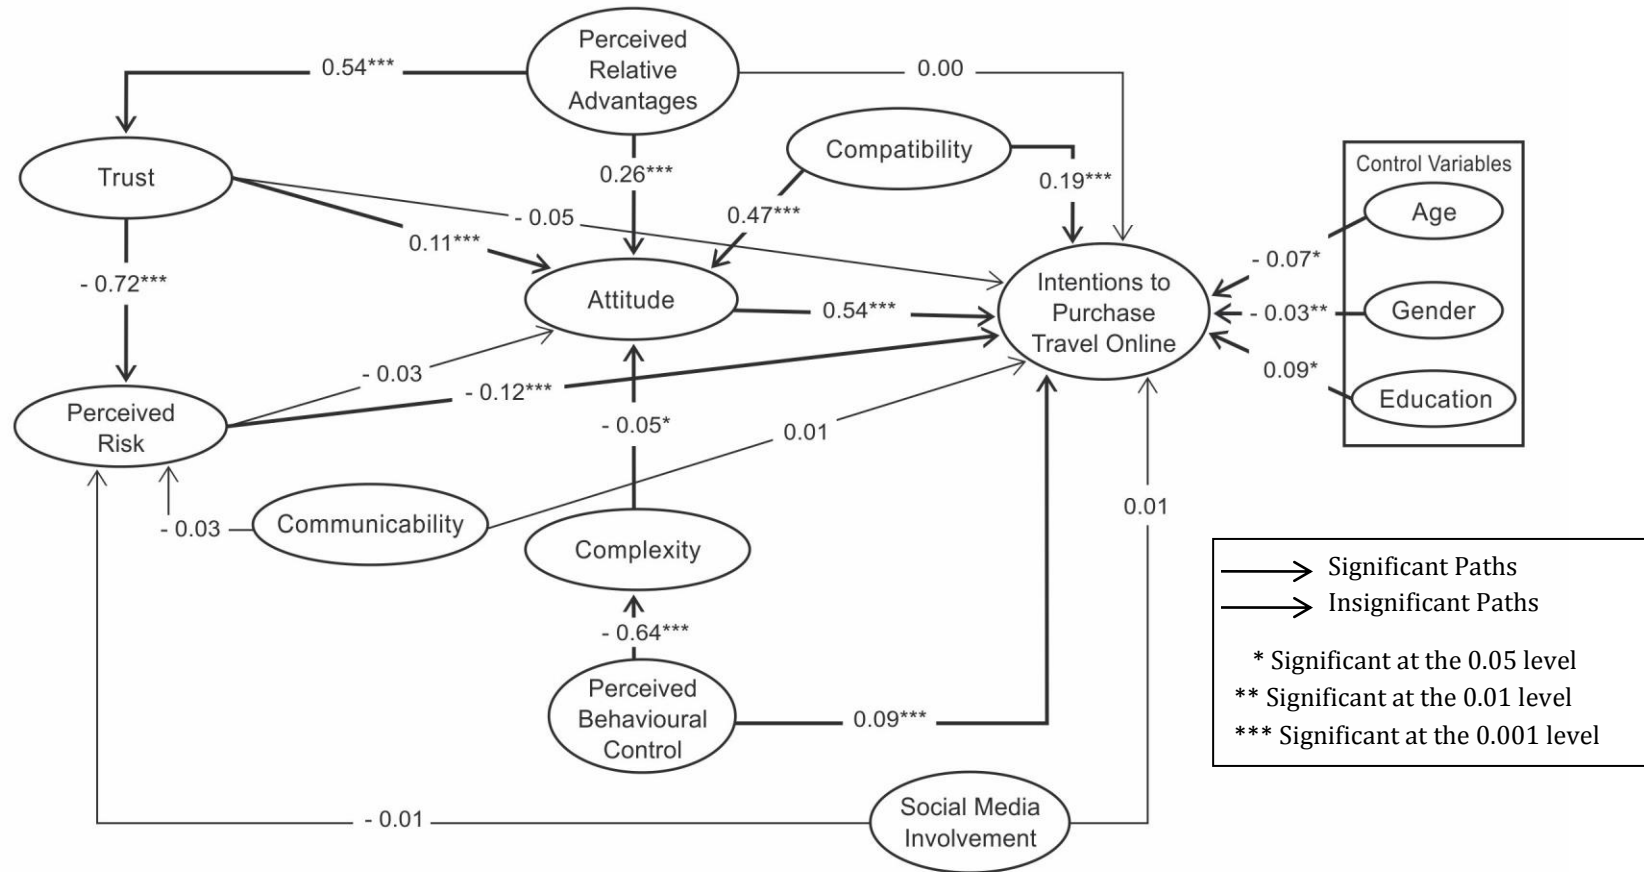 Perceived
Relative
Advantages
0.54***
0.00
Compatibility
Trust
0.26***
0.19***
Control Variables
Age
- 0.05
0.47***
0.11***
- 0.07*
- 0.72***
Attitude
0.54***
Intentions to
Purchase
Travel Online
- 0.03**
Gender
- 0.03
- 0.12***
0.09*
Education
Perceived
Risk
- 0.05*
0.01
0.01
- 0.03
Communicability
Complexity
- 0.64***
Perceived
Behavioural
Control
0.09***
Significant Paths
Insignificant Paths
* Significant at the 0.05 level
** Significant at the 0.01 level
*** Significant at the 0.001 level
- 0.01
Social Media
Involvement